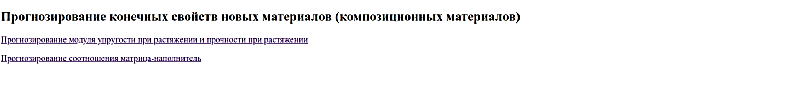 Прогнозирование конечных свойств новых материалов (композиционных материалов)
Прогнозирование модуля упругости при растяжении и прочности при растяжении
Прогнозирование соотношения матрица-наполнитель